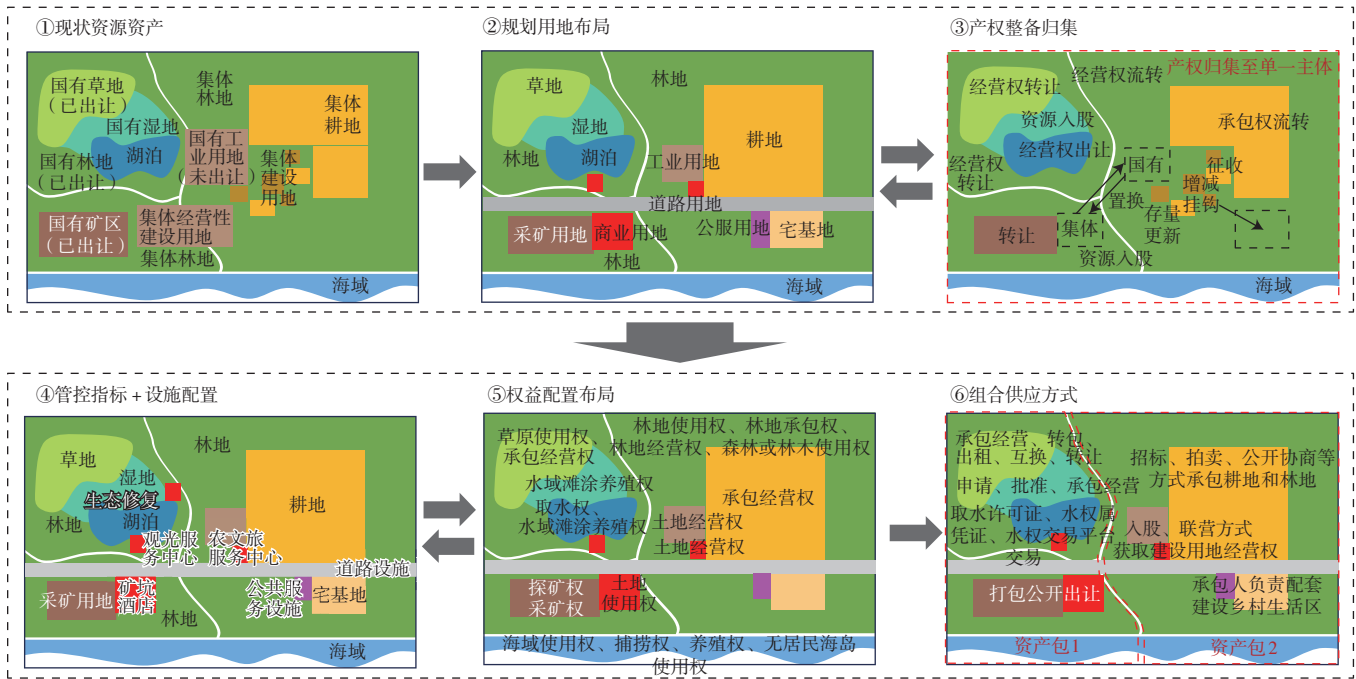 ①现状资源资产
国有草地
（已出让）
集体
林地
集体
耕地
国有湿地
国有工
业用地
（未出让）
湖泊
国有林地
（已出让）
集体
建设
用地
国有矿区
（已出让）
集体经营性
建设用地
集体林地
海域
②规划用地布局
草地
林地
湿地
耕地
林地
湖泊
工业用地
道路用地
采矿用地
商业用地
公服用地
宅基地
林地
海域
③产权整备归集
产权归集至单一主体
经营权转让
经营权流转
资源入股
承包权流转
经营权出让
经营权
转让
国有
征收
置换
增减
挂钩
存量
更新
转让
集体
资源入股
④管控指标+设施配置
林地
草地
湿地
生态修复
耕地
林地
湖泊
观光服
务中心
农文旅
服务中心
道路设施
采矿用地
矿坑
酒店
公共服
务设施
宅基地
林地
海域
⑤权益配置布局
草原使用权、
承包经营权
林地使用权、林地承包权、
林地经营权、森林或林木使用权
水域滩涂养殖权
承包经营权
取水权、
水域滩涂养殖权
土地经营权
土地经营权
探矿权
采矿权
土地
使用权
海域使用权、捕捞权、养殖权、无居民海岛
使用权
⑥组合供应方式
承包经营、转包、
出租、互换、转让
招标、拍卖、公开协商等
方式承包耕地和林地
申请、批准、承包经营
取水许可证、水权属
凭证、水权交易平台
交易
入股、联营方式
获取建设用地经营权
打包公开出让
承包人负责配套
建设乡村生活区
资产包1
资产包2